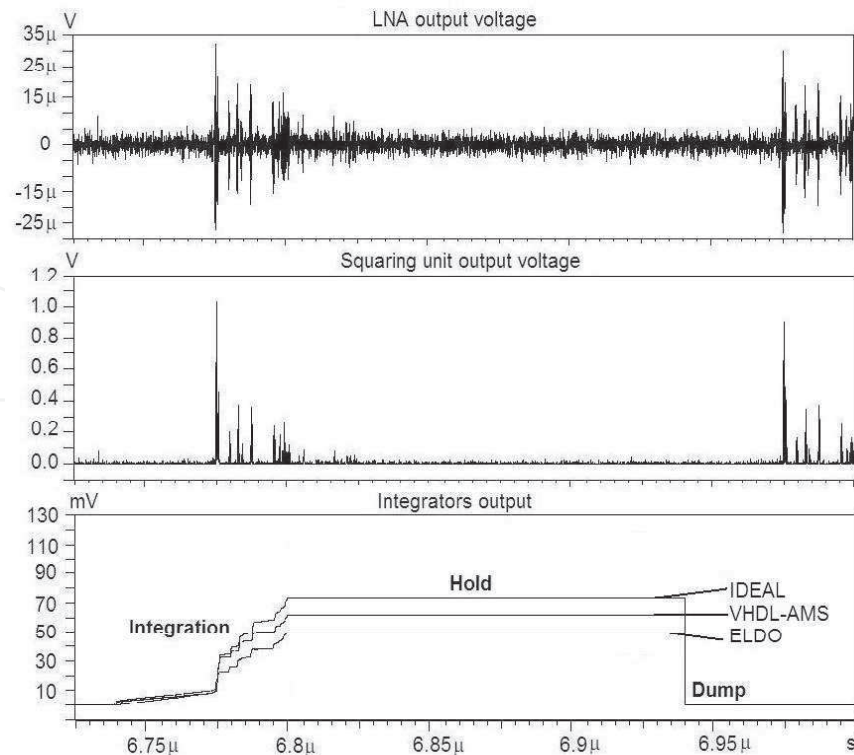 V LNA output voltage
35µ
25µ
15µ
0
-15µ
-25µ
V Squaring unit output voltage
1.2
1.0
0.8
0.6
0.4
0.2
0.0
mV Integrators output
130
110
90
70
50
30
10
Hold
Integration
IDEAL
VHDL-AMS
ELDO
Dump
6.75µ 6.8µ 6.85µ 6.9µ 6.95µ s